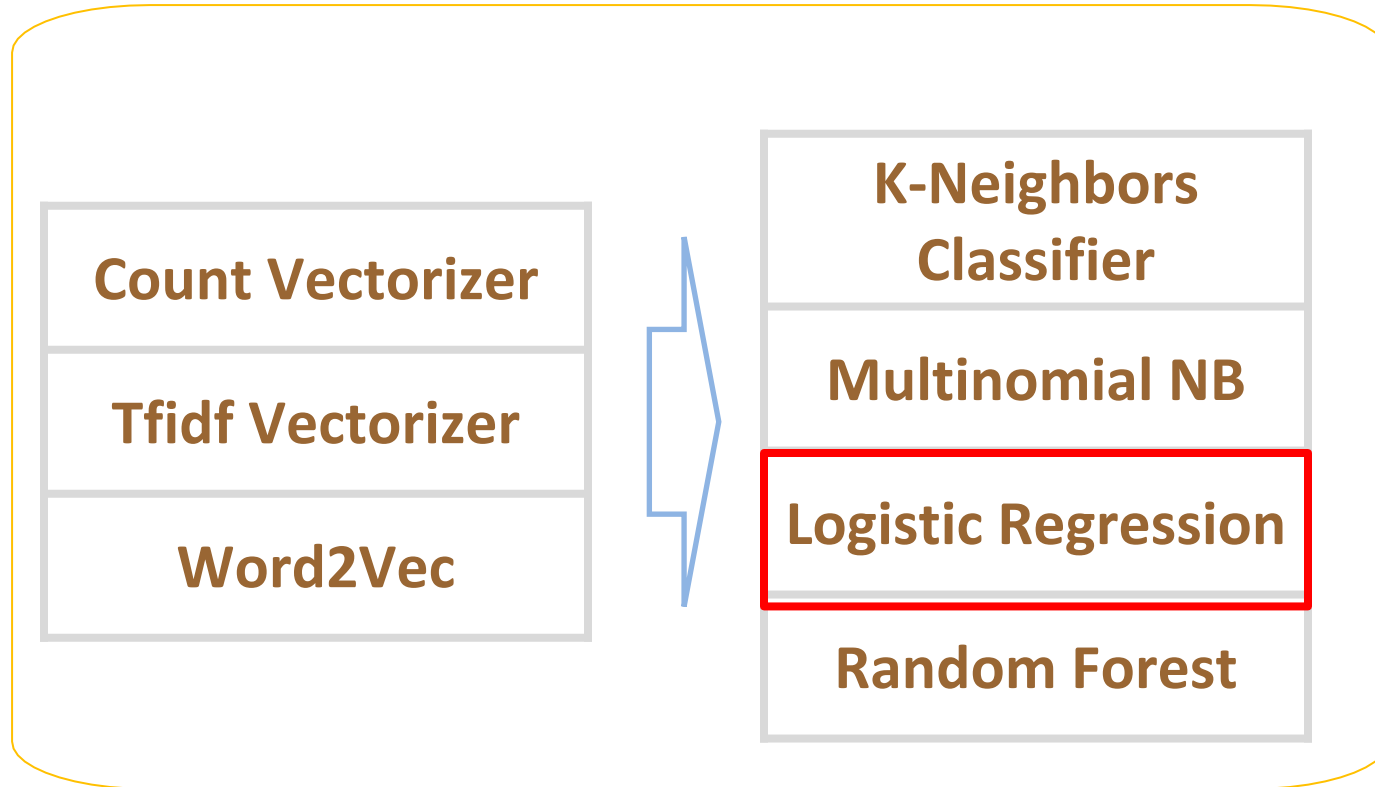 Count Vectorizer
Tfidf Vectorizer
Word2Vec
K-Neighbors
Classifier
Multinomial NB
Logistic Regression
Random Forest